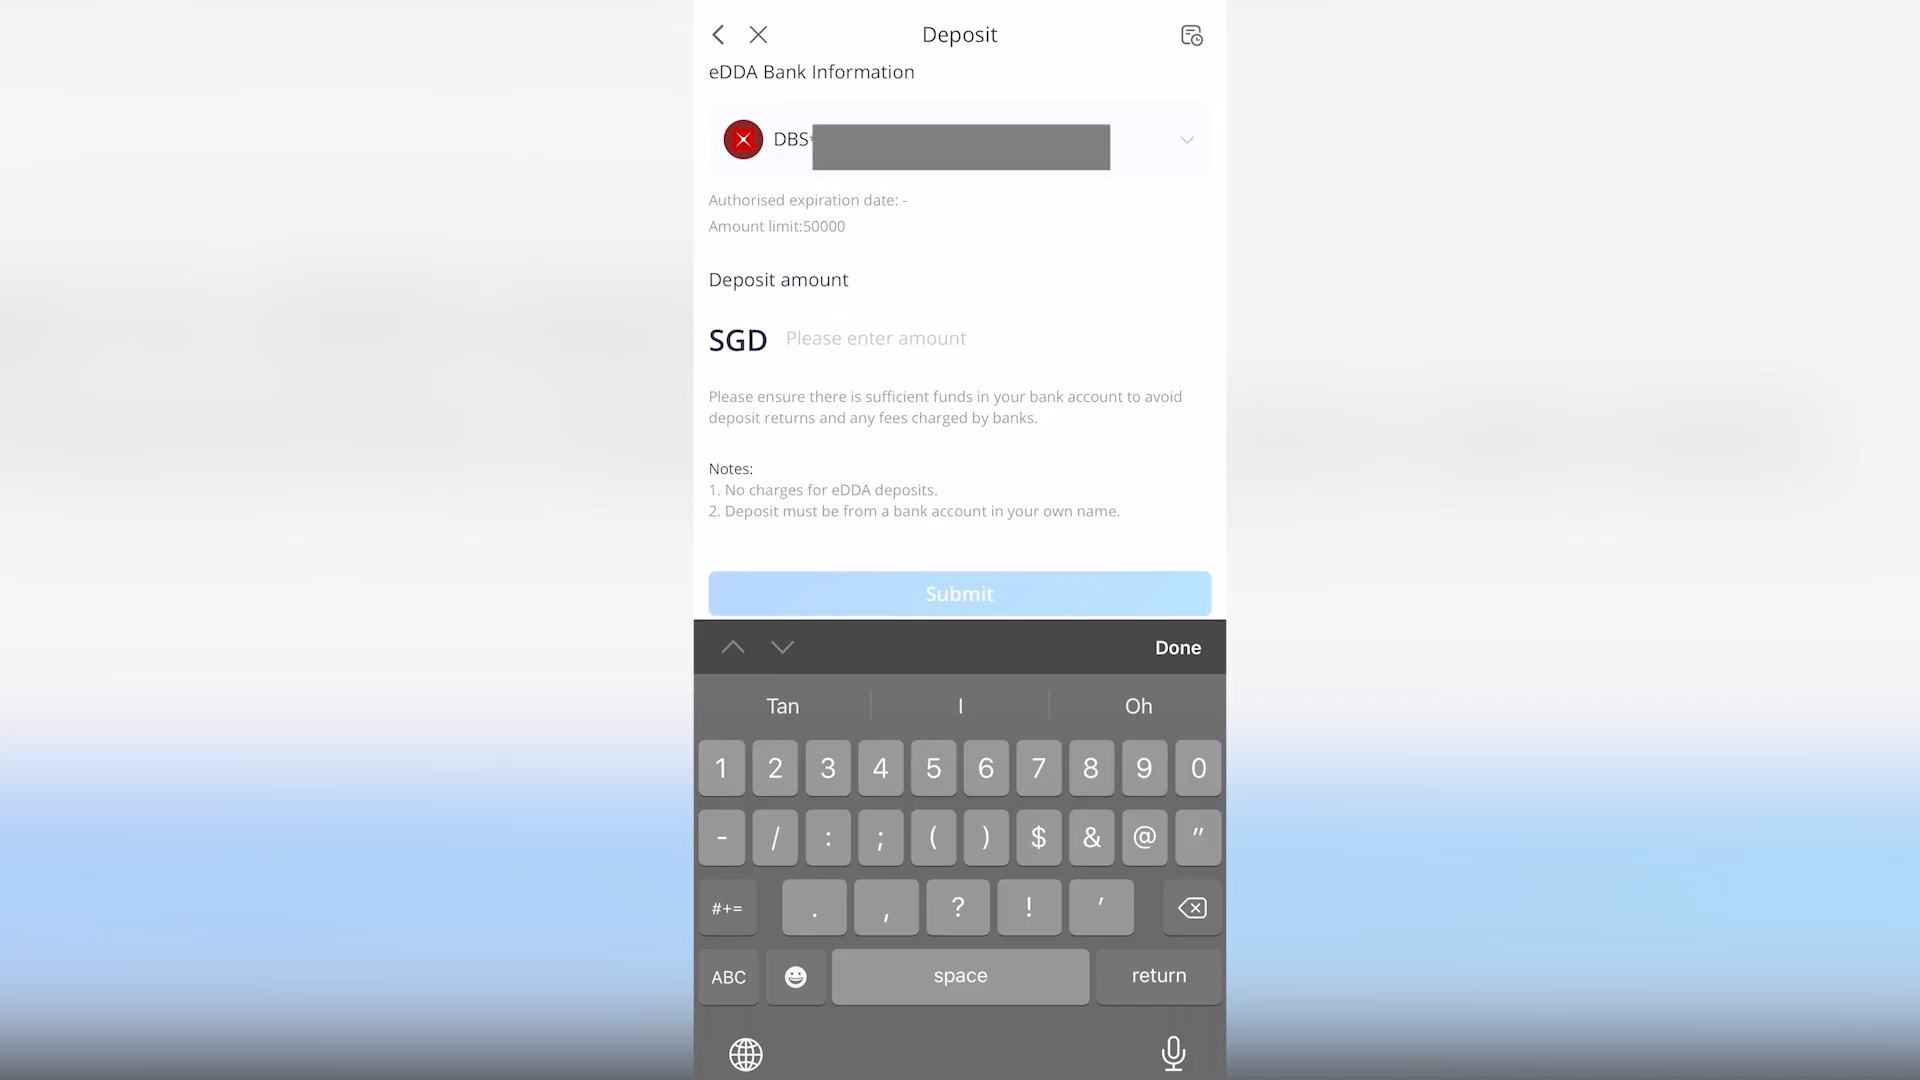 Deposit
eDDA Bank Information
DBS*
Authorised expiration date: -
Amount limit:50000
Deposit amount
SGD Please enter amount
Please ensure there is sufficient funds in your bank account to avoid
deposit returns and any fees charged by banks.
Notes:
1. No charges for eDDA deposits.
2. Deposit must be from a bank account in your own name.
Submit
Done
Tan I Oh
1 2 3 4 5 6 7 8 9 0
- / : ; ( ) $ & @ "
#+= . , ? ! '
ABC space return